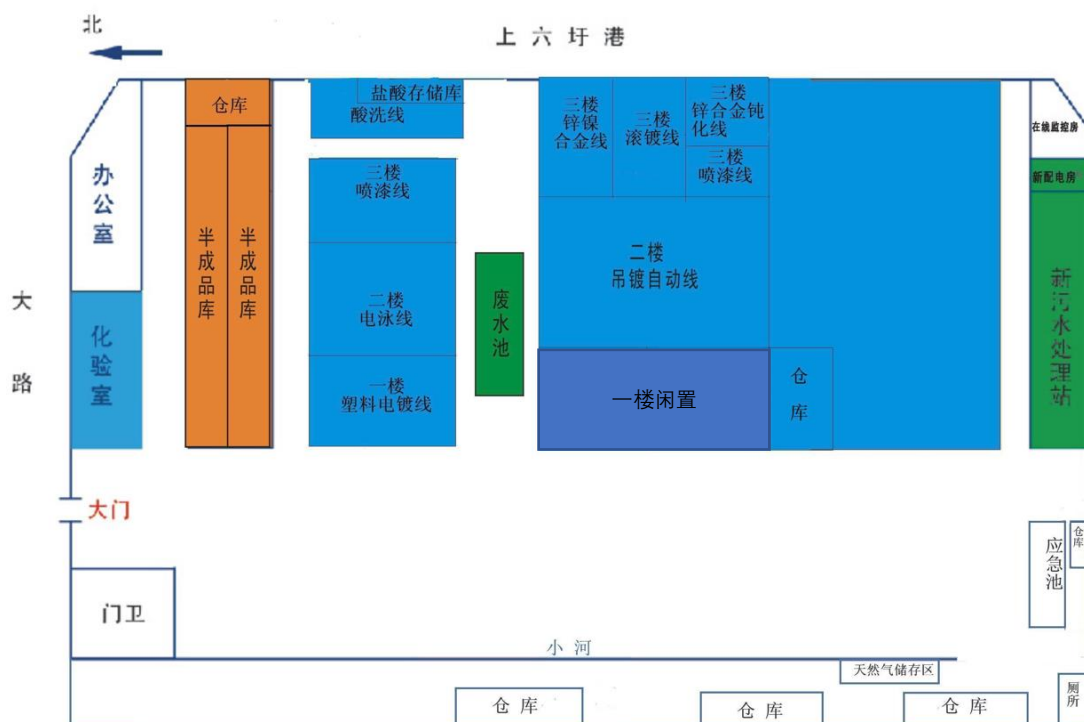 北
上六圩港
仓库
盐酸存储库
酸洗线
三楼
锌镍
合金线
三楼
滚镀线
三楼
锌合金钝
化线
三楼
喷漆线
在线监控房
新配电房
办公室
三楼
喷漆线
半成品库
半成品库
二楼
吊镀自动线
废水池
新污水处理站
大路
化验室
二楼
电泳线
一楼
塑料电镀线
一楼闲置
仓库
大门
应急池
仓库
门卫
小河
天然气储存区
仓库
仓库
仓库
厕所